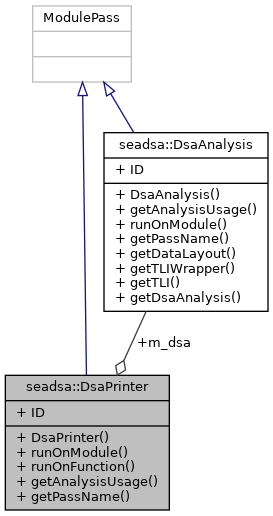 ModulePass
seadsa::DsaAnalysis
+ ID
+ DsaAnalysis()
+ getAnalysisUsage()
+ runOnModule()
+ getPassName()
+ getDataLayout()
+ getTLIWrapper()
+ getTLI()
+ getDsaAnalysis()
+m_dsa
seadsa::DsaPrinter
+ ID
+ DsaPrinter()
+ runOnModule()
+ runOnFunction()
+ getAnalysisUsage()
+ getPassName()